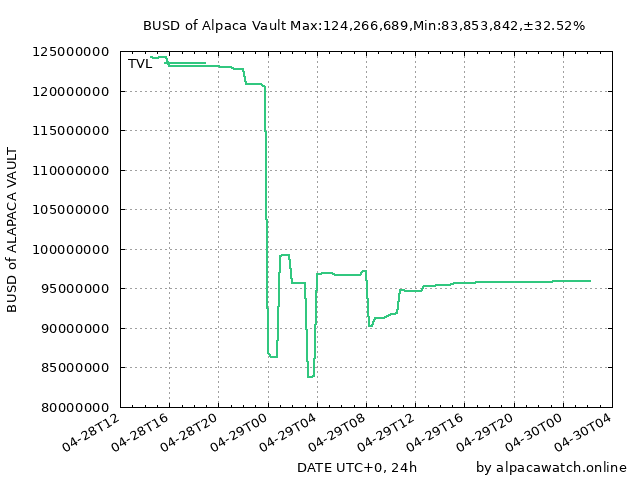 BUSD of Alpaca Vault Max:124,266,689,Min:83,853,842,±32.52%
TVL
125000000
120000000
115000000
110000000
105000000
100000000
95000000
90000000
85000000
80000000
BUSD of ALAPACA VAULT
04-28T12
04-28T16
04-28T20
04-29T00
04-29T04
04-29T08
04-29T12
04-29T16
04-29T20
04-30T00
04-30T04
DATE UTC+0, 24h
by alpacawatch.online